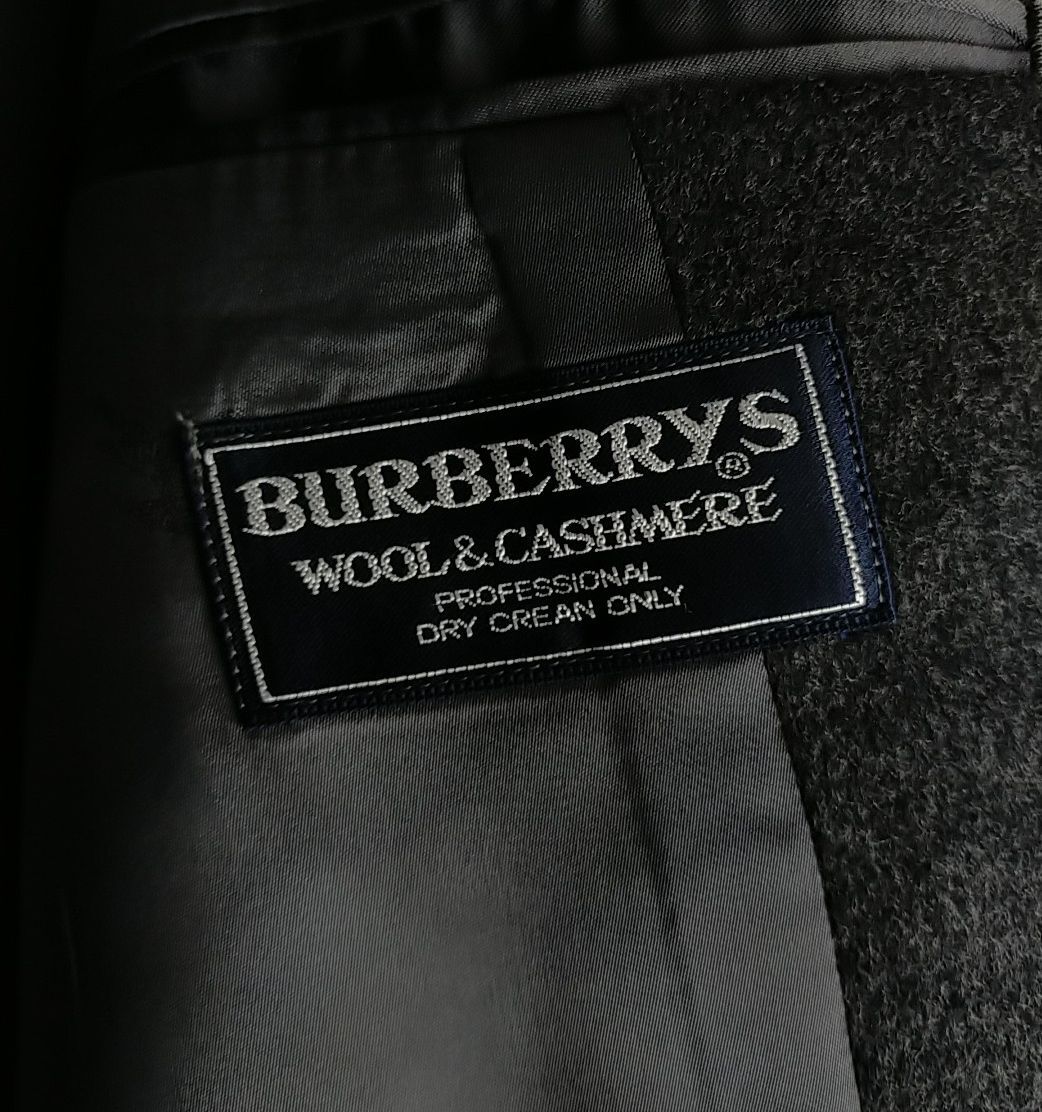 BURBERRYS®
WOOL & CASHMERE
PROFESSIONAL
DRY CREAN ONLY